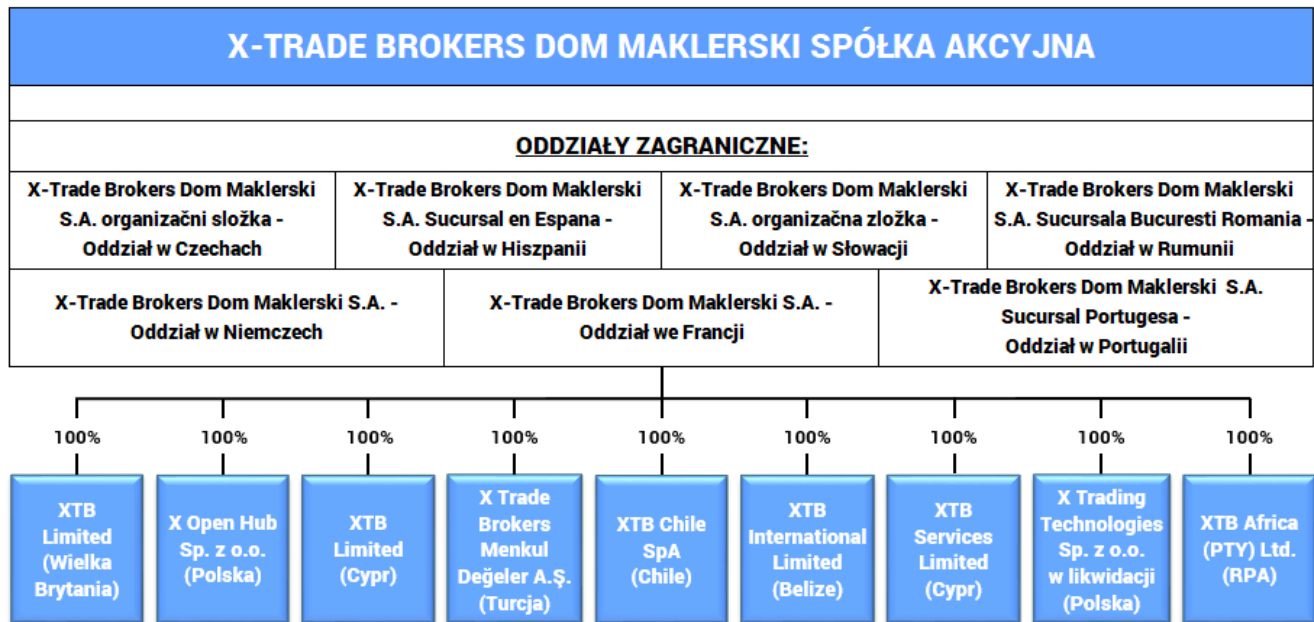 X-TRADE BROKERS DOM MAKLERSKI SPÓŁKA AKCYJNA
ODDZIAŁY ZAGRANICZNE:
X-Trade Brokers Dom Maklerski
S.A. organizačni složka -
Oddział w Czechach
X-Trade Brokers Dom Maklerski
S.A. Sucursal en Espana -
Oddział w Hiszpanii
X-Trade Brokers Dom Maklerski
S.A. organizačna zložka -
Oddział w Słowacji
X-Trade Brokers Dom Maklerski
S.A. Sucursala Bucuresti Romania -
Oddział w Rumunii
X-Trade Brokers Dom Maklerski S.A. -
Oddział w Niemczech
X-Trade Brokers Dom Maklerski S.A. -
Oddział we Francji
X-Trade Brokers Dom Maklerski S.A.
Sucursal Portugesa -
Oddział w Portugalii
100%
100%
100%
100%
100%
100%
100%
100%
100%
XTB
Limited
(Wielka
Brytania)
X Open Hub
Sp. z o.o.
(Polska)
XTB
Limited
(Cypr)
X Trade
Brokers
Menkul
Değeler A.Ş.
(Turcja)
XTB Chile
SpA
(Chile)
XTB
International
Limited
(Belize)
XTB
Services
Limited
(Cypr)
X Trading
Technologies
Sp. z o.o.
w likwidacji
(Polska)
XTB Africa
(PTY) Ltd.
(RPA)